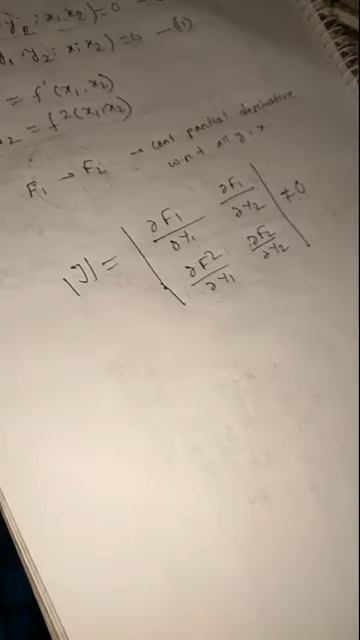 y2; x1 x2) = 0
y1, y2; x1 x2) = 0 — (1)
= f'(x1, x2)
2 = f2(x1, x2)
F1 → F2 → cont partial derivative
w.r.t all y, x
|J| = | ∂F1/∂y1 ∂F1/∂y2 | ≠ 0
| ∂F2/∂y1 ∂F2/∂y2 |